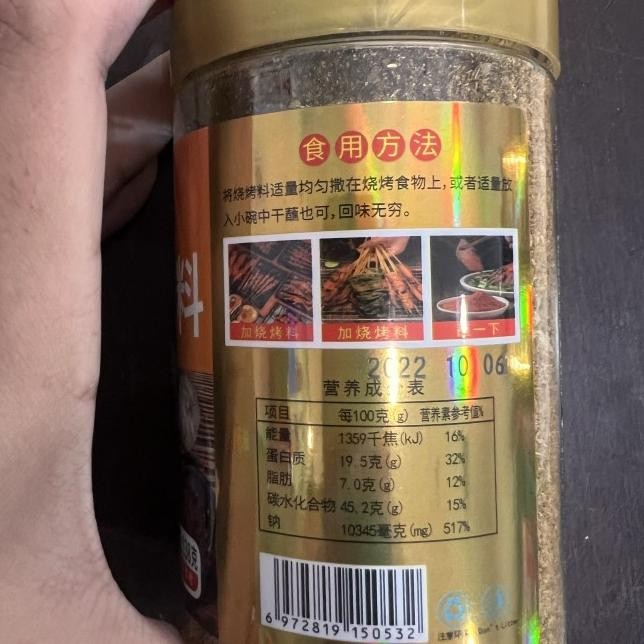 食用方法
将烧烤料适量均匀撒在烧烤食物上,或者适量放
入小碗中干蘸也可,回味无穷。
料
加烧烤料 加烧烤料 一下
2022 10 06
营养成分表
项目 每100克(g) 营养素参考值%
能量 1359千焦(kJ) 16%
蛋白质 19.5克(g) 32%
脂肪 7.0克(g) 12%
碳水化合物 45.2克(g) 15%
钠 10345毫克(mg) 517%
6 972819 150532